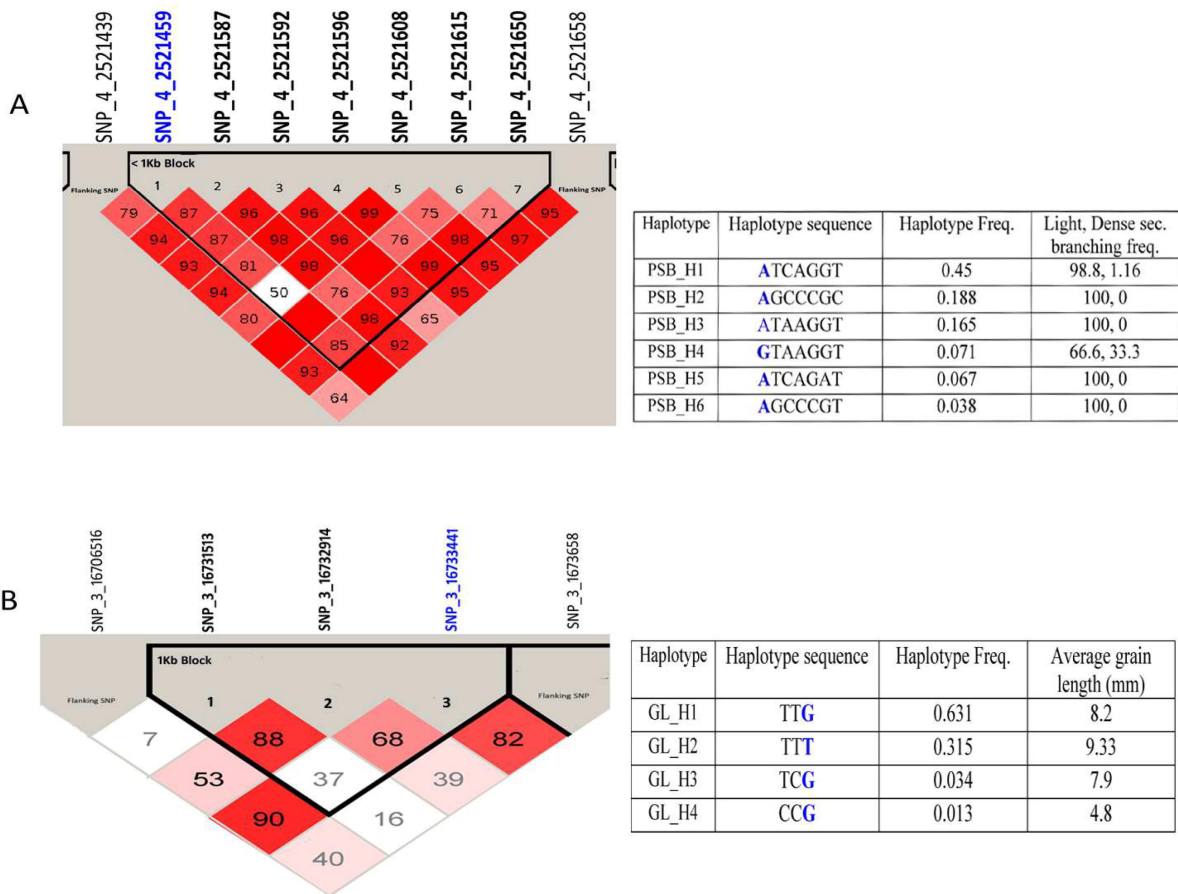 A
SNP_4_2521439
SNP_4_2521459
SNP_4_2521587
SNP_4_2521592
SNP_4_2521596
SNP_4_2521608
SNP_4_2521615
SNP_4_2521650
SNP_4_2521658
< 1Kb Block
Flanking SNP 1 2 3 4 5 6 7 Flanking SNP
79 87 96 96 99 75 71 95
94 87 98 96 76 98 97
93 81 98 99 95
94 50 76 93 95
80 98 65
85 92
93
64
Haplotype Haplotype sequence Haplotype Freq. Light, Dense sec.
branching freq.
PSB_H1 ATCAGGT 0.45 98.8, 1.16
PSB_H2 AGCCCGC 0.188 100, 0
PSB_H3 ATAAGGT 0.165 100, 0
PSB_H4 GTAAGGT 0.071 66.6, 33.3
PSB_H5 ATCAGAT 0.067 100, 0
PSB_H6 AGCCCGT 0.038 100, 0
B
SNP_3_16706516
SNP_3_16731513
SNP_3_16732914
SNP_3_16733441
SNP_3_1673658
1Kb Block
Flanking SNP 1 2 3 Flanking SNP
7 88 68 82
53 37 39
90 16
40
Haplotype Haplotype sequence Haplotype Freq. Average grain
length (mm)
GL_H1 TTG 0.631 8.2
GL_H2 TTT 0.315 9.33
GL_H3 TCG 0.034 7.9
GL_H4 CCG 0.013 4.8